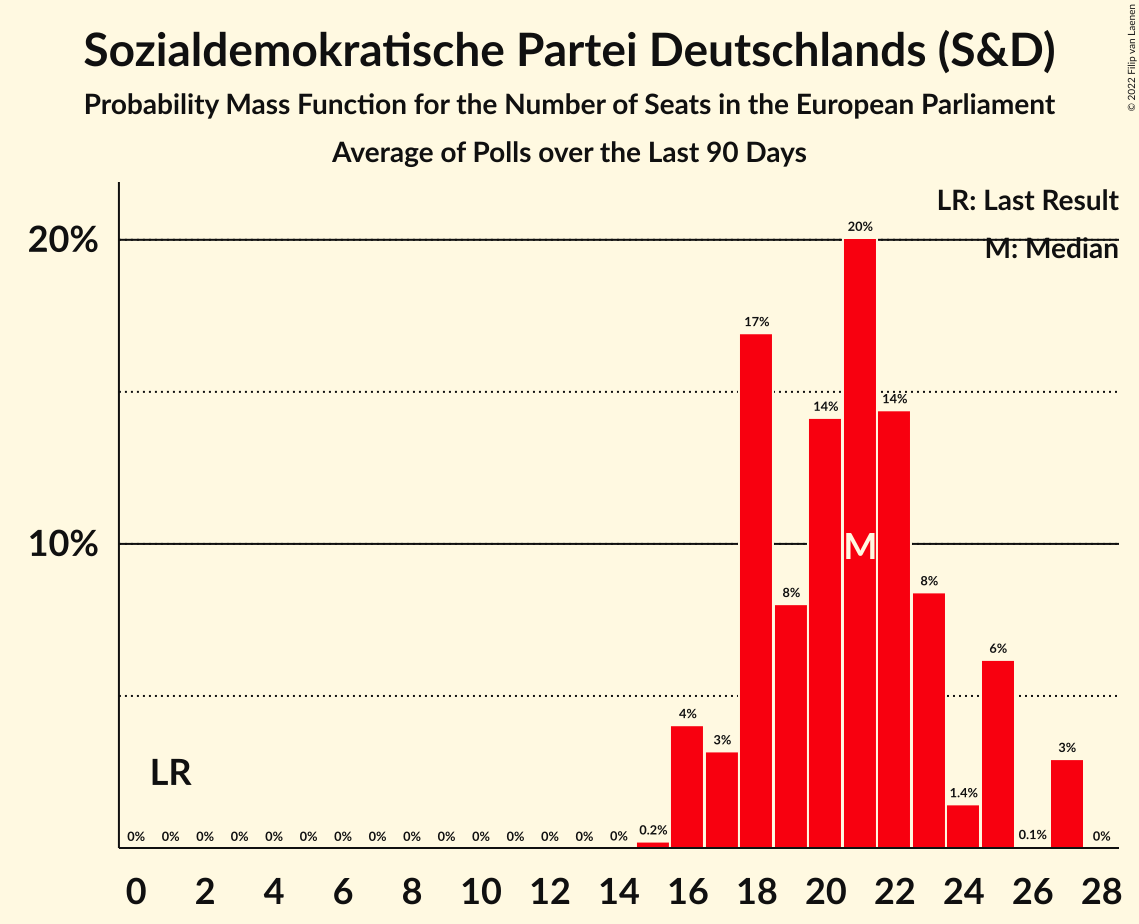 Sozialdemokratische Partei Deutschlands (S&D)
Probability Mass Function for the Number of Seats in the European Parliament
Average of Polls over the Last 90 Days
© 2022 Filip van Laenen
LR: Last Result
M: Median
20%
10%
20%
17%
14%
14%
8%
8%
6%
4%
3%
3%
1.4%
0.2%
0.1%
M
LR
0% 0% 0% 0% 0% 0% 0% 0% 0% 0% 0% 0% 0% 0% 0% 0%
0 2 4 6 8 10 12 14 16 18 20 22 24 26 28